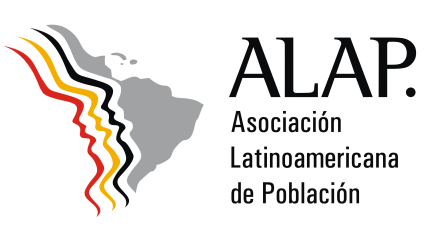 ALAP.
Asociación
Latinoamericana
de Población